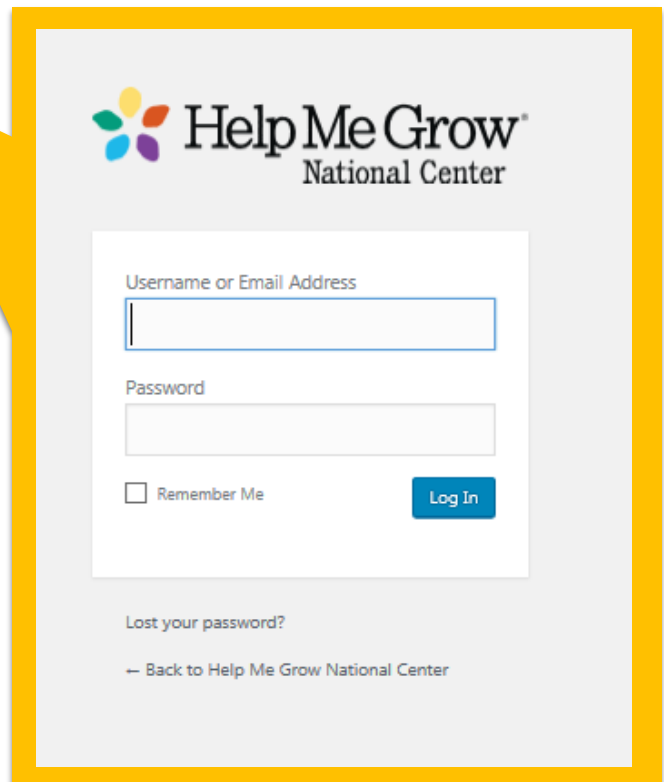 Help Me Grow®
National Center
Username or Email Address
Password
Remember Me
Log In
Lost your password?
← Back to Help Me Grow National Center